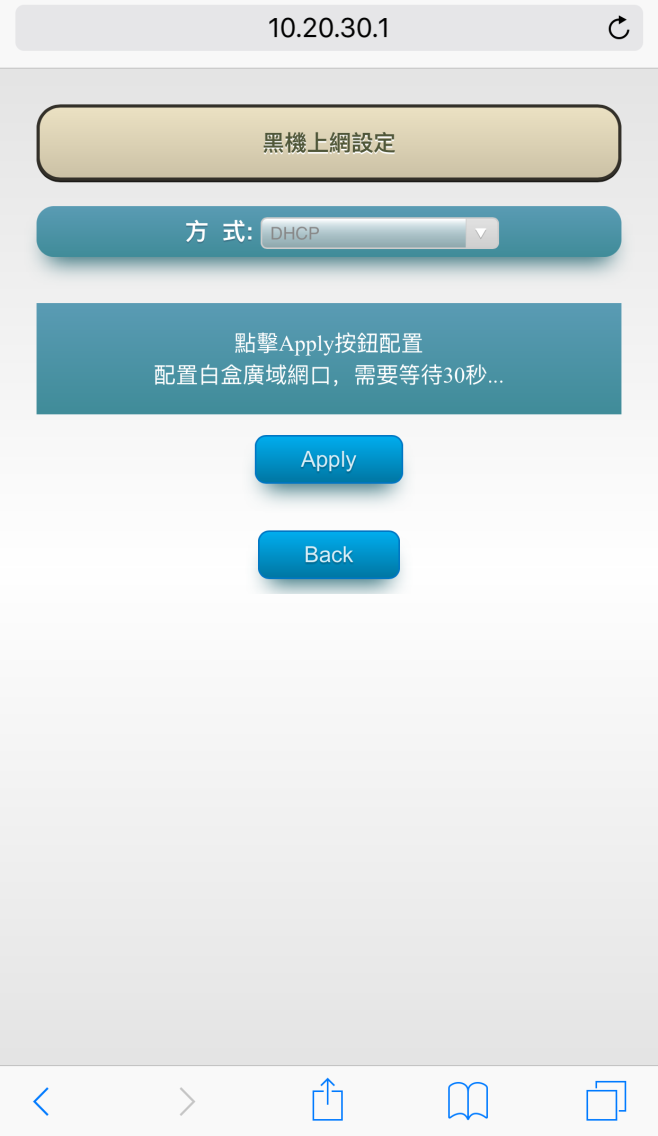 10.20.30.1
黑機上網設定
方 式: DHCP
點擊Apply按鈕配置
配置白盒廣域網口，需要等待30秒...
Apply
Back